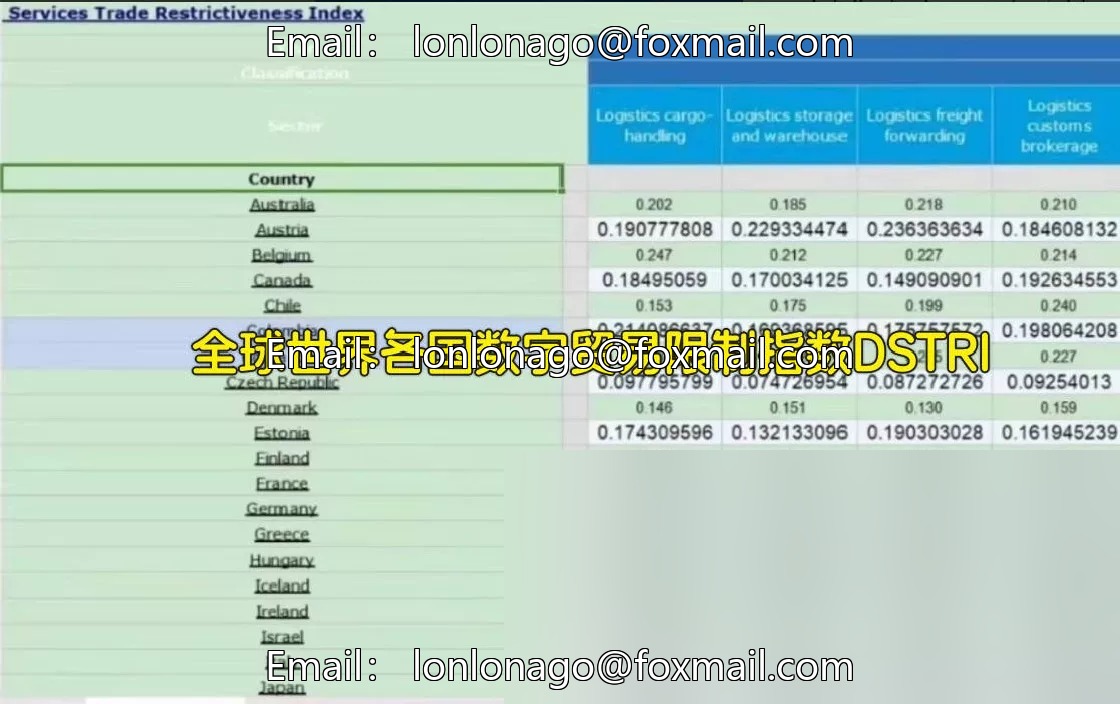 Services Trade Restrictiveness Index
Email： lonlonago@foxmail.com
Classification
Sector
Logistics cargo-handling
Logistics storage and warehouse
Logistics freight forwarding
Logistics customs brokerage
Country
Australia 0.202 0.185 0.218 0.210
Austria 0.190777808 0.229334474 0.236363634 0.184608132
Belgium 0.247 0.212 0.227 0.214
Canada 0.18495059 0.170034125 0.149090901 0.192634553
Chile 0.153 0.175 0.199 0.240
Colombia 0.198064208
全球世界各国数字贸易限制指数DSTRI
Email： lonlonago@foxmail.com
0.227
Czech Republic 0.097795799 0.074726954 0.087272726 0.09254013
Denmark 0.146 0.151 0.130 0.159
Estonia 0.174309596 0.132133096 0.190303028 0.161945239
Finland
France
Germany
Greece
Hungary
Iceland
Ireland
Israel
Email： lonlonago@foxmail.com
Japan